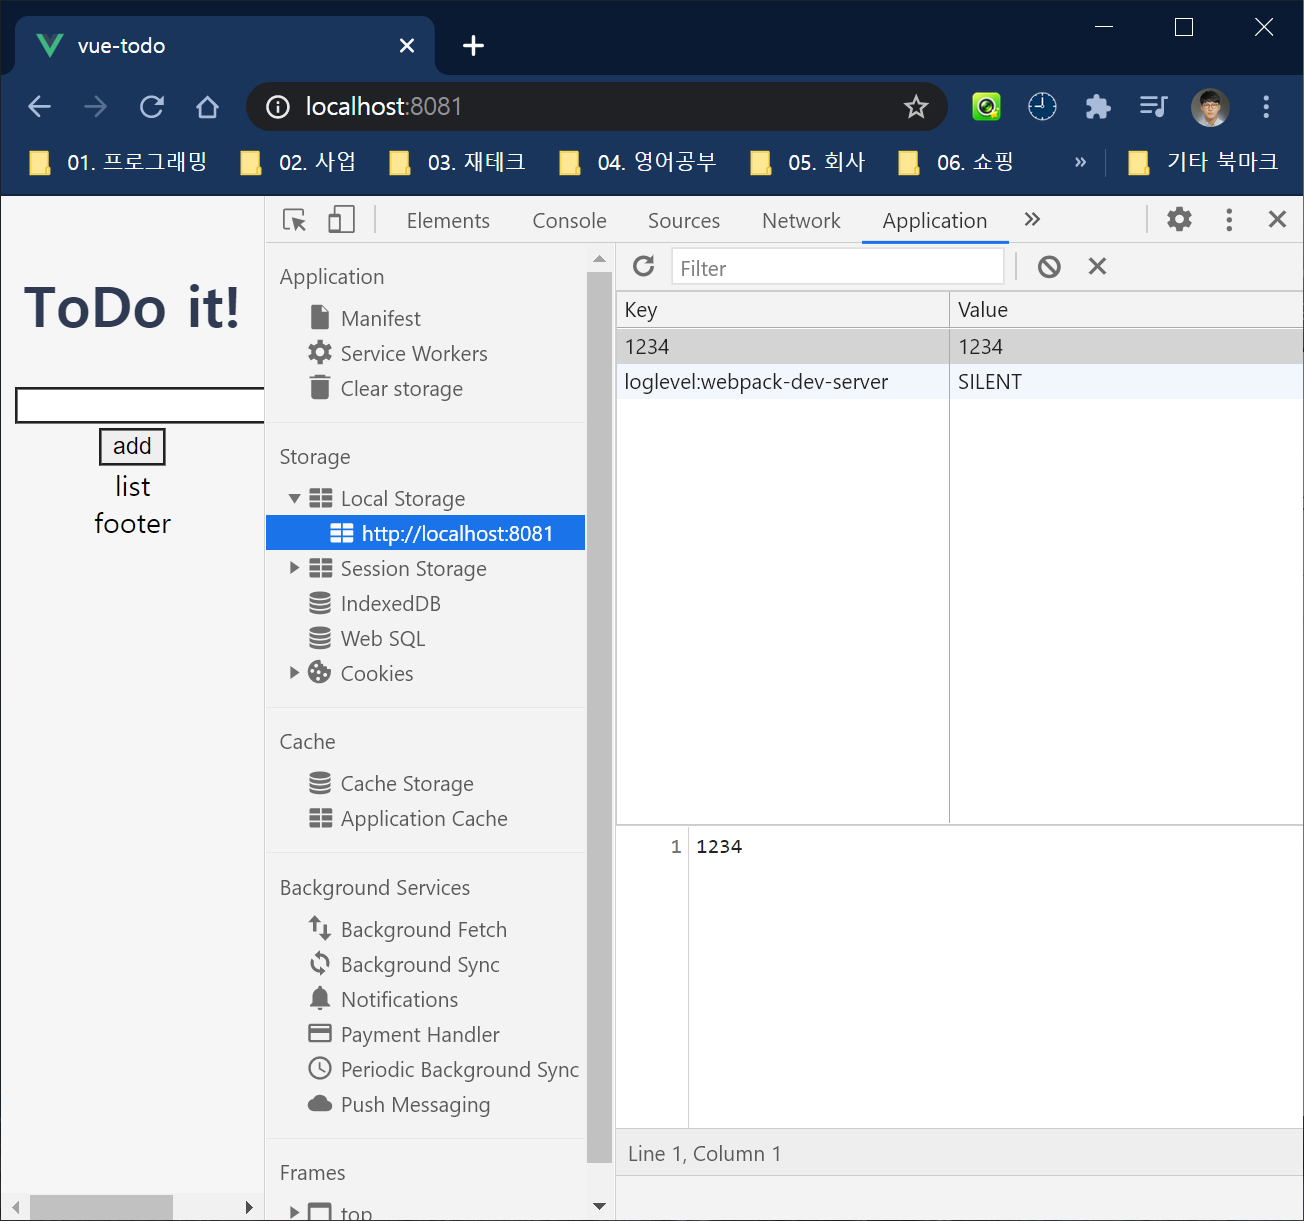 vue-todo
localhost:8081
01. 프로그래밍 02. 사업 03. 재테크 04. 영어공부 05. 회사 06. 쇼핑 » 기타 북마크
ToDo it!
add
list
footer
Elements Console Sources Network Application »
Application
Manifest
Service Workers
Clear storage
Storage
Local Storage
http://localhost:8081
Session Storage
IndexedDB
Web SQL
Cookies
Cache
Cache Storage
Application Cache
Background Services
Background Fetch
Background Sync
Notifications
Payment Handler
Periodic Background Sync
Push Messaging
Frames
top
Filter
Key Value
1234 1234
loglevel:webpack-dev-server SILENT
1 1234
Line 1, Column 1